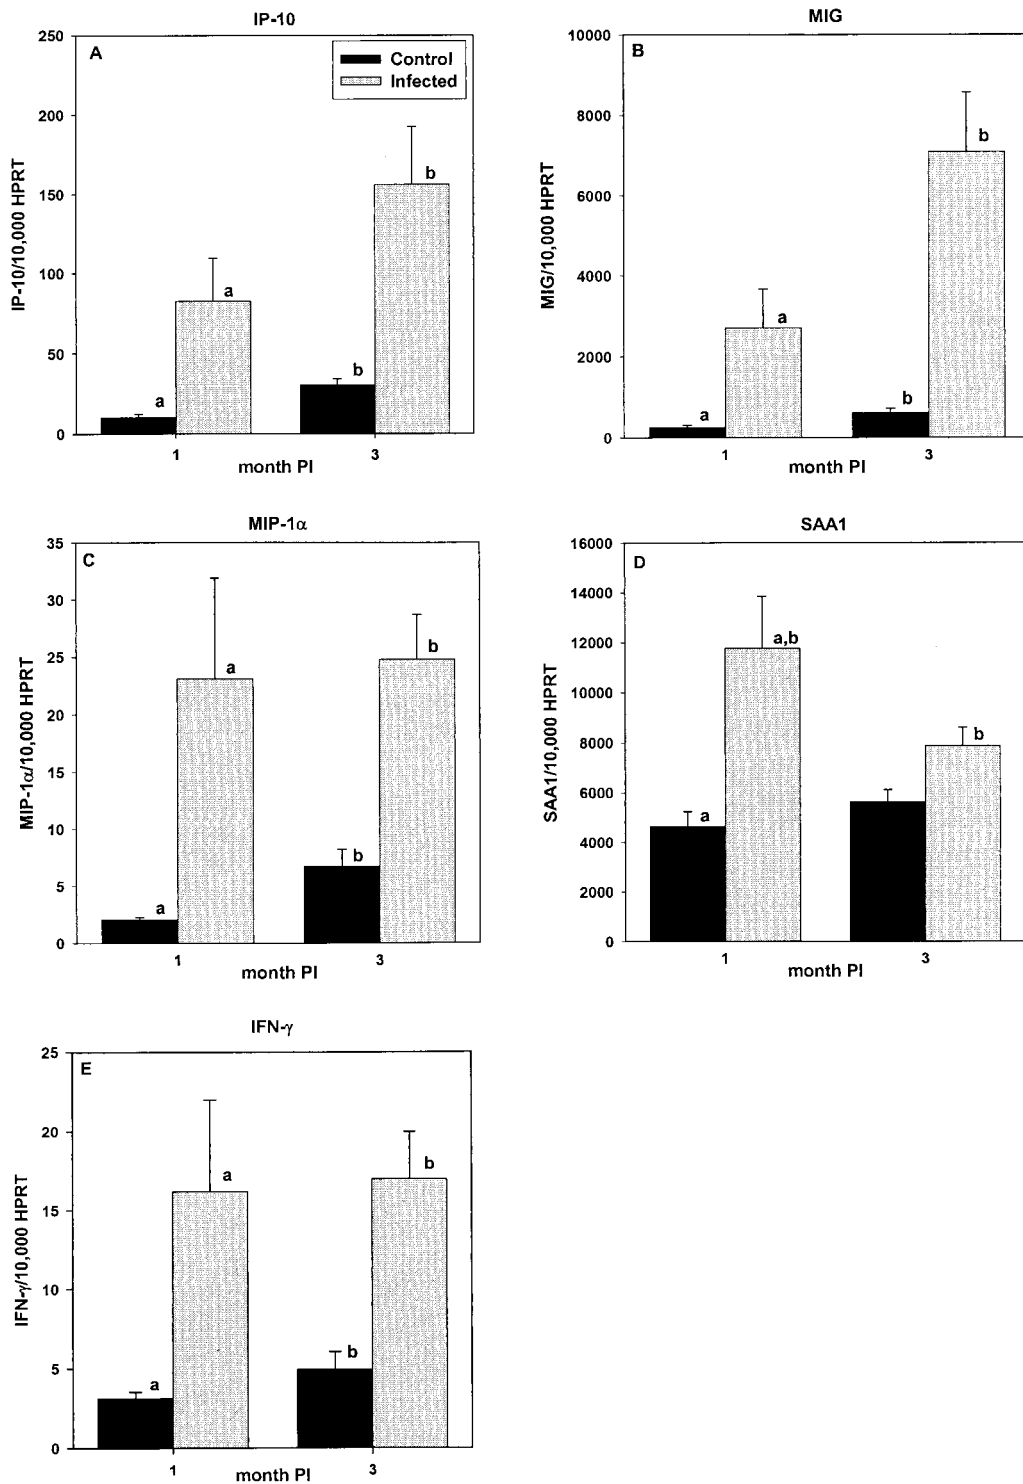 IP-10
A
Control
Infected
250
200
150
100
50
0
IP-10/10,000 HPRT
a
a
b
b
1
3
month PI
MIG
B
10000
8000
6000
4000
2000
0
MIG/10,000 HPRT
a
a
b
b
1
3
month PI
MIP-1α
C
35
30
25
20
15
10
5
0
MIP-1α/10,000 HPRT
a
a
b
b
1
3
month PI
SAA1
D
16000
14000
12000
10000
8000
6000
4000
2000
0
SAA1/10,000 HPRT
a
a,b
b
1
3
month PI
IFN-γ
E
25
20
15
10
5
0
IFN-γ/10,000 HPRT
a
a
b
b
1
3
month PI